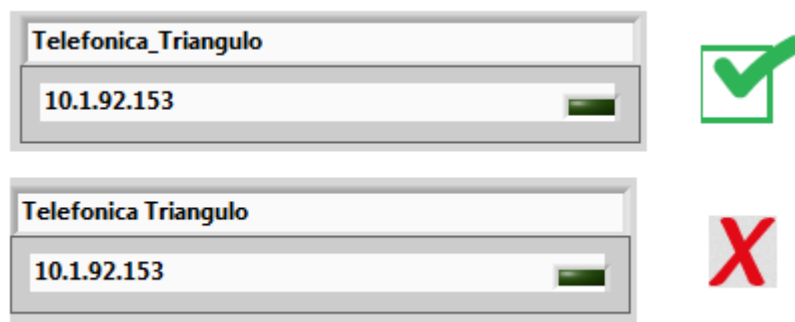 Telefonica_Triangulo
10.1.92.153
Telefonica Triangulo
10.1.92.153
X